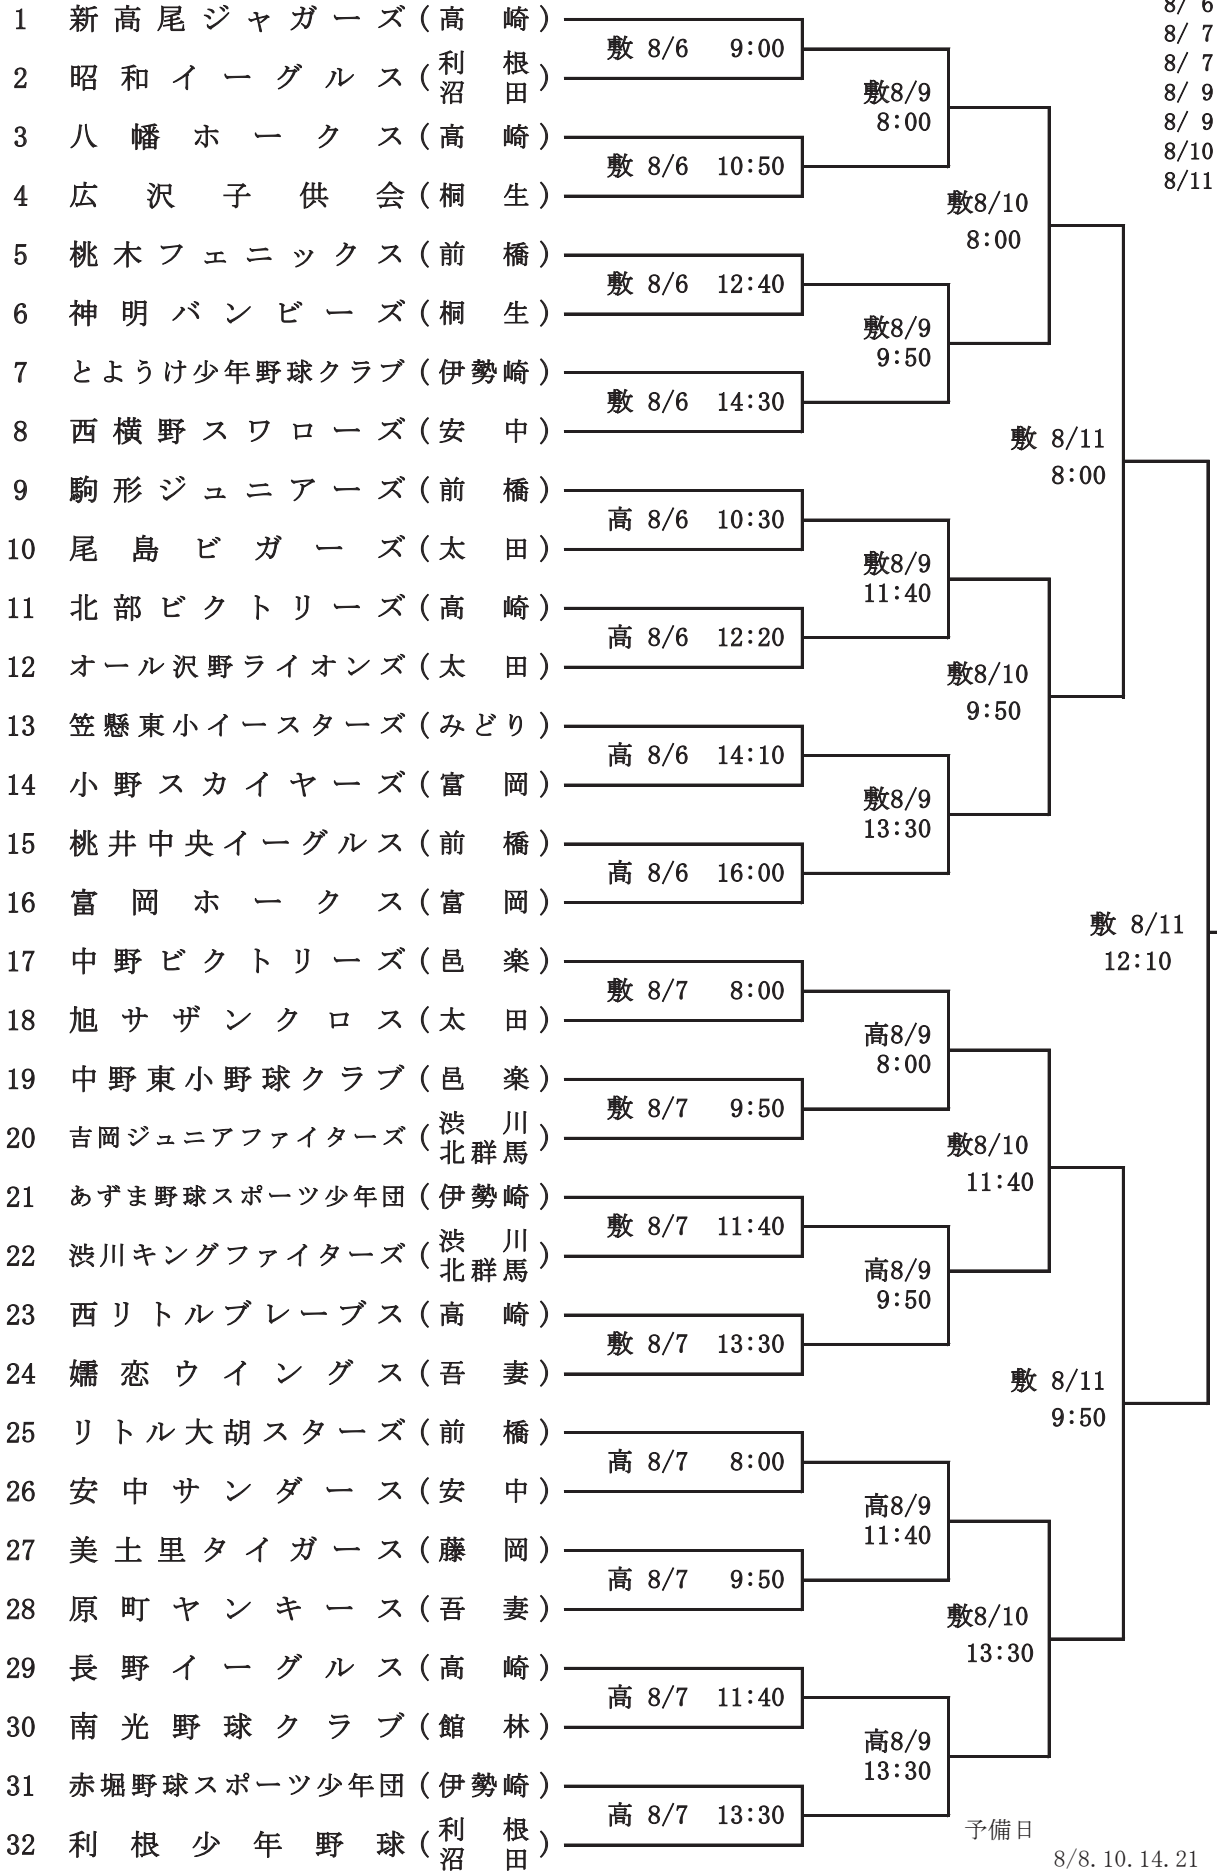 8/ 6
8/ 7
8/ 7
8/ 9
8/ 9
8/10
8/11
1 新高尾ジャガーズ(高 崎)
敷 8/6 9:00
2 昭和イーグルス(利根沼田)
敷8/9
8:00
3 八幡ホークス(高 崎)
敷 8/6 10:50
4 広沢子供会(桐 生)
敷8/10
8:00
5 桃木フェニックス(前 橋)
敷 8/6 12:40
6 神明バンビーズ(桐 生)
敷8/9
9:50
7 とようけ少年野球クラブ(伊勢崎)
敷 8/6 14:30
8 西横野スワローズ(安 中)
敷 8/11
8:00
9 駒形ジュニアーズ(前 橋)
高 8/6 10:30
10 尾島ビガーズ(太 田)
敷8/9
11:40
11 北部ビクトリーズ(高 崎)
高 8/6 12:20
12 オール沢野ライオンズ(太 田)
敷8/10
9:50
13 笠懸東小イースターズ(みどり)
高 8/6 14:10
14 小野スカイヤーズ(富 岡)
敷8/9
13:30
15 桃井中央イーグルス(前 橋)
高 8/6 16:00
16 富岡ホークス(富 岡)
敷 8/11
12:10
17 中野ビクトリーズ(邑 楽)
敷 8/7 8:00
18 旭サザンクロス(太 田)
高8/9
8:00
19 中野東小野球クラブ(邑 楽)
敷 8/7 9:50
20 吉岡ジュニアファイターズ(渋川北群馬)
敷8/10
11:40
21 あずま野球スポーツ少年団(伊勢崎)
敷 8/7 11:40
22 渋川キングファイターズ(渋川北群馬)
高8/9
9:50
23 西リトルブレーブス(高 崎)
敷 8/7 13:30
24 嬬恋ウイングス(吾 妻)
敷 8/11
9:50
25 リトル大胡スターズ(前 橋)
高 8/7 8:00
26 安中サンダース(安 中)
高8/9
11:40
27 美土里タイガース(藤 岡)
高 8/7 9:50
28 原町ヤンキース(吾 妻)
敷8/10
13:30
29 長野イーグルス(高 崎)
高 8/7 11:40
30 南光野球クラブ(館 林)
高8/9
13:30
31 赤堀野球スポーツ少年団(伊勢崎)
高 8/7 13:30
32 利根少年野球(利根沼田)
予備日
8/8.10.14.21